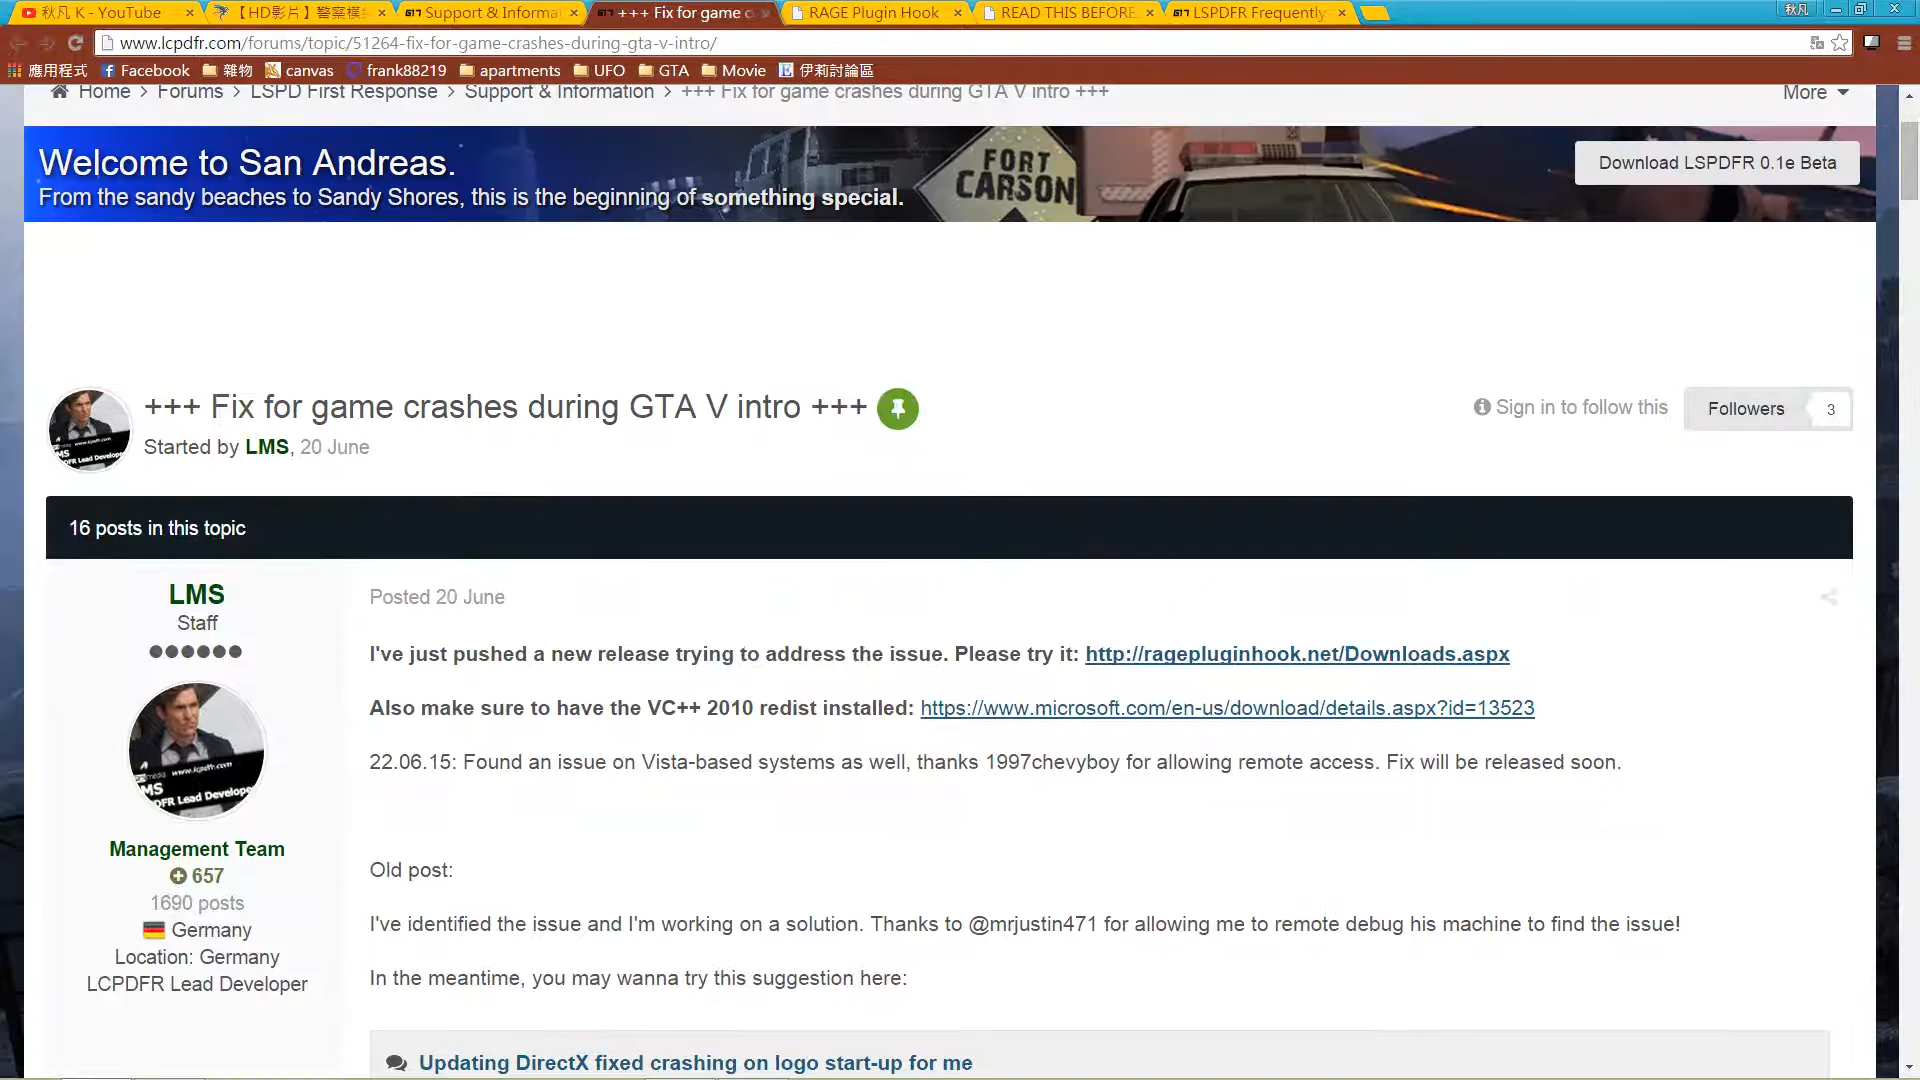 秋凡 K - YouTube
【HD影片】警察模
Support & Informa
+++ Fix for game c
RAGE Plugin Hook
READ THIS BEFORE
LSPDFR Frequently
秋凡
www.lcpdfr.com/forums/topic/51264-fix-for-game-crashes-during-gta-v-intro/
應用程式
Facebook
雜物
canvas
frank88219
apartments
UFO
GTA
Movie
伊莉討論區
Home > Forums > LSPD First Response > Support & Information > +++ Fix for game crashes during GTA V intro +++
More
Welcome to San Andreas.
From the sandy beaches to Sandy Shores, this is the beginning of something special.
FORT
CARSON
Download LSPDFR 0.1e Beta
+++ Fix for game crashes during GTA V intro +++
Started by LMS, 20 June
Sign in to follow this
Followers
3
16 posts in this topic
LMS
Staff
www.lcpdfr.com
Management Team
657
1690 posts
Germany
Location: Germany
LCPDFR Lead Developer
Posted 20 June
I've just pushed a new release trying to address the issue. Please try it: http://ragepluginhook.net/Downloads.aspx
Also make sure to have the VC++ 2010 redist installed: https://www.microsoft.com/en-us/download/details.aspx?id=13523
22.06.15: Found an issue on Vista-based systems as well, thanks 1997chevyboy for allowing remote access. Fix will be released soon.
Old post:
I've identified the issue and I'm working on a solution. Thanks to @mrjustin471 for allowing me to remote debug his machine to find the issue!
In the meantime, you may wanna try this suggestion here:
Updating DirectX fixed crashing on logo start-up for me